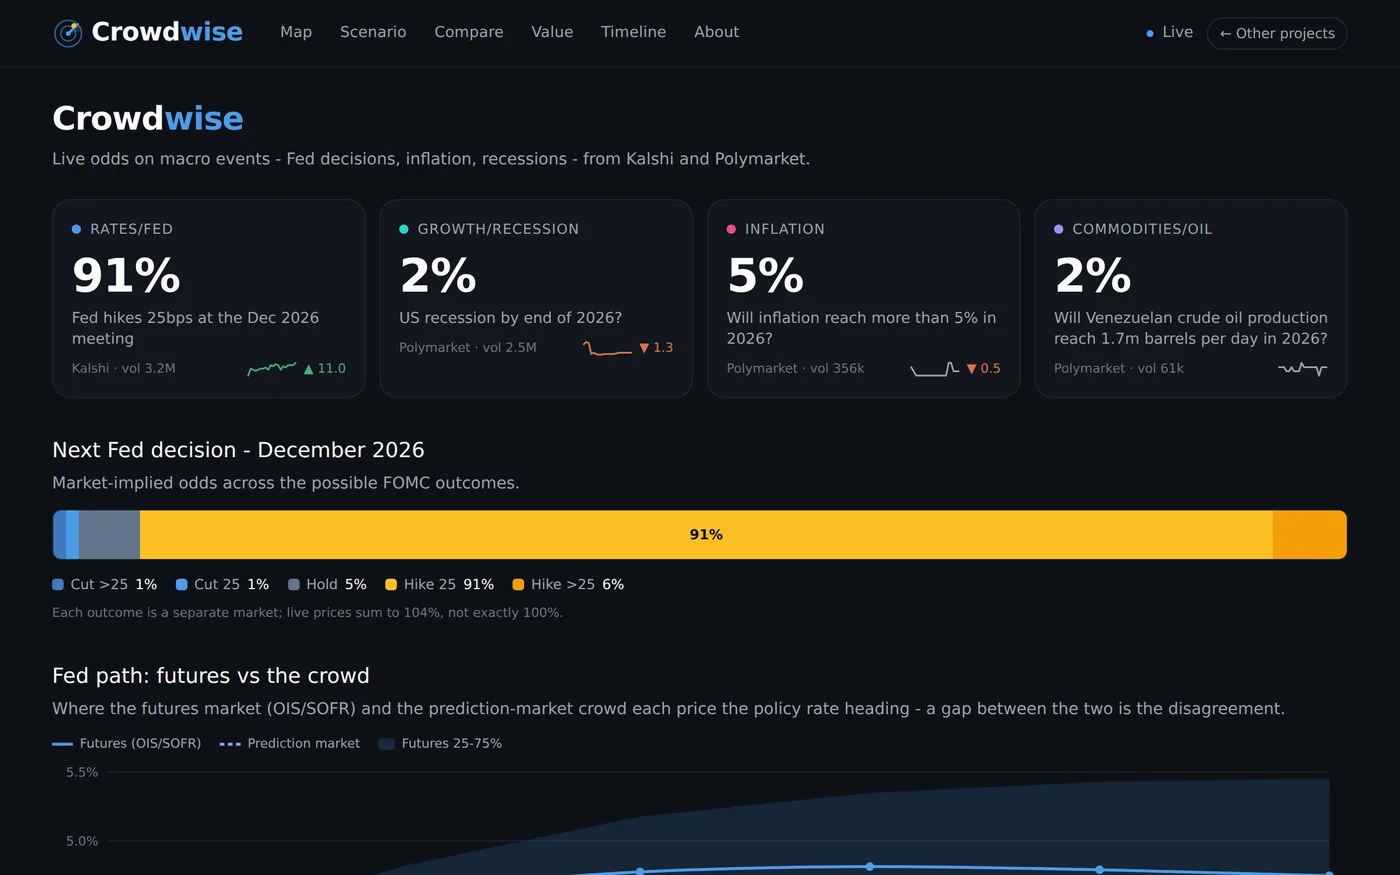 Crowdwise Map Scenario Compare Value Timeline About Live ← Other projects
Crowdwise
Live odds on macro events - Fed decisions, inflation, recessions - from Kalshi and Polymarket.
RATES/FED
91%
Fed hikes 25bps at the Dec 2026
meeting
Kalshi · vol 3.2M ▲ 11.0
GROWTH/RECESSION
2%
US recession by end of 2026?
Polymarket · vol 2.5M ▼ 1.3
INFLATION
5%
Will inflation reach more than 5% in
2026?
Polymarket · vol 356k ▼ 0.5
COMMODITIES/OIL
2%
Will Venezuelan crude oil production
reach 1.7m barrels per day in 2026?
Polymarket · vol 61k
Next Fed decision - December 2026
Market-implied odds across the possible FOMC outcomes.
91%
Cut >25 1% Cut 25 1% Hold 5% Hike 25 91% Hike >25 6%
Each outcome is a separate market; live prices sum to 104%, not exactly 100%.
Fed path: futures vs the crowd
Where the futures market (OIS/SOFR) and the prediction-market crowd each price the policy rate heading - a gap between the two is the disagreement.
Futures (OIS/SOFR) Prediction market Futures 25-75%
5.5%
5.0%